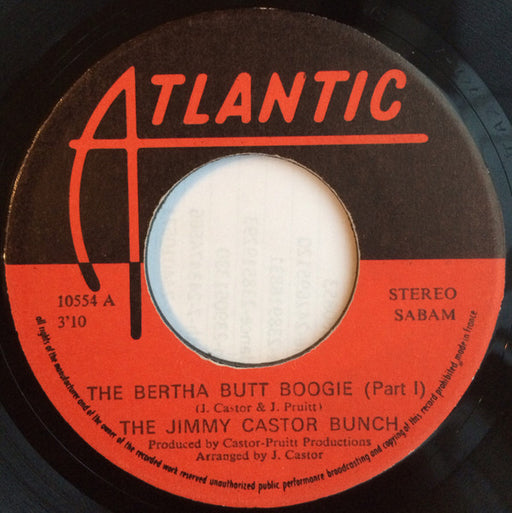 ATLANTIC
10554 A
3'10
STEREO
SABAM
THE BERTHA BUTT BOOGIE (Part I)
(J. Castor & J. Pruitt)
THE JIMMY CASTOR BUNCH
Produced by Castor-Pruitt Productions
Arranged by J. Castor
all rights of the manufacturer and of the owners of the recorded work reserved unauthorized public performance broadcasting and copying of this record prohibited made in france